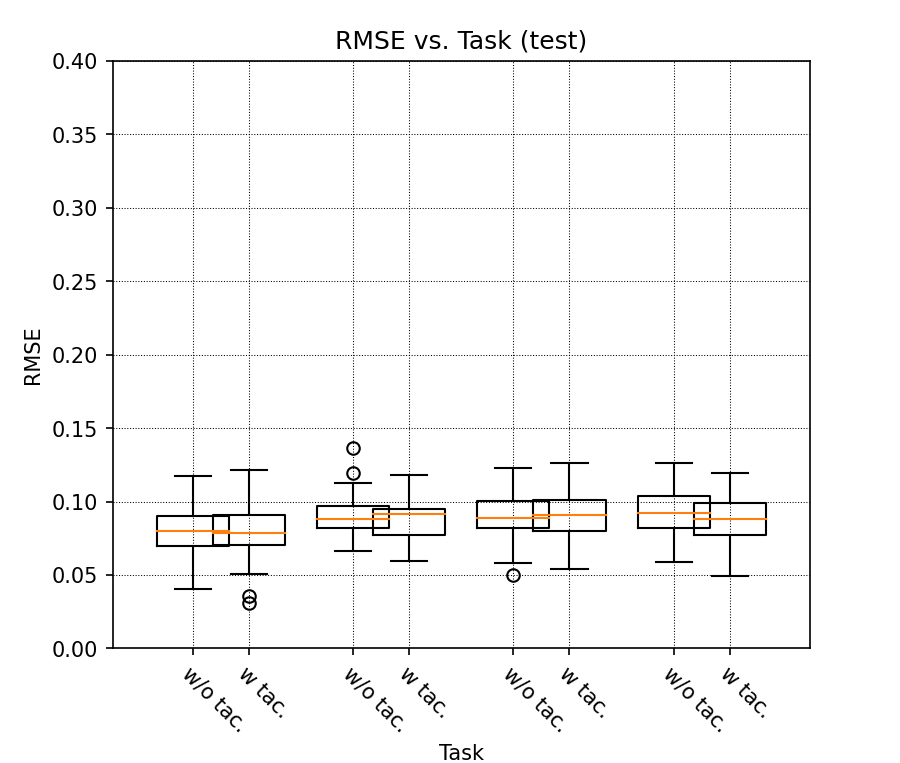 RMSE vs. Task (test)
0.40
0.35
0.30
0.25
0.20
0.15
0.10
0.05
0.00
RMSE
w/o tac.
w tac.
w/o tac.
w tac.
w/o tac.
w tac.
w/o tac.
w tac.
Task